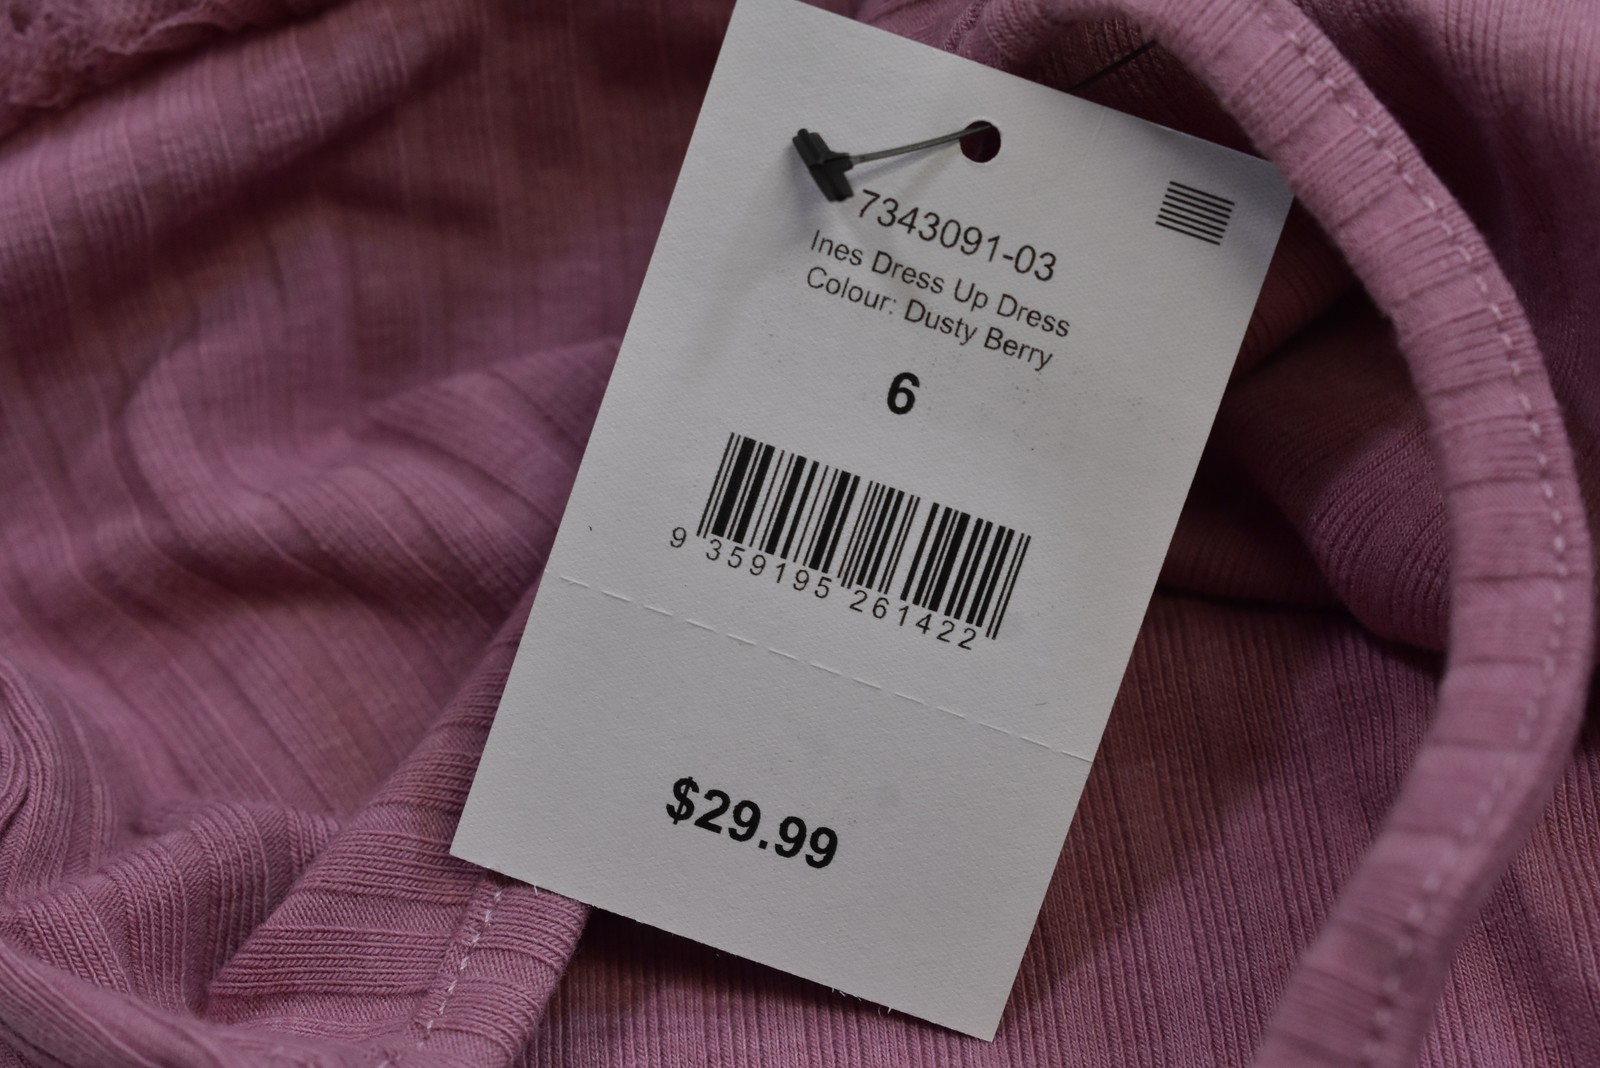 7343091-03
Ines Dress Up Dress
Colour: Dusty Berry
6
9 359195 261422
$29.99